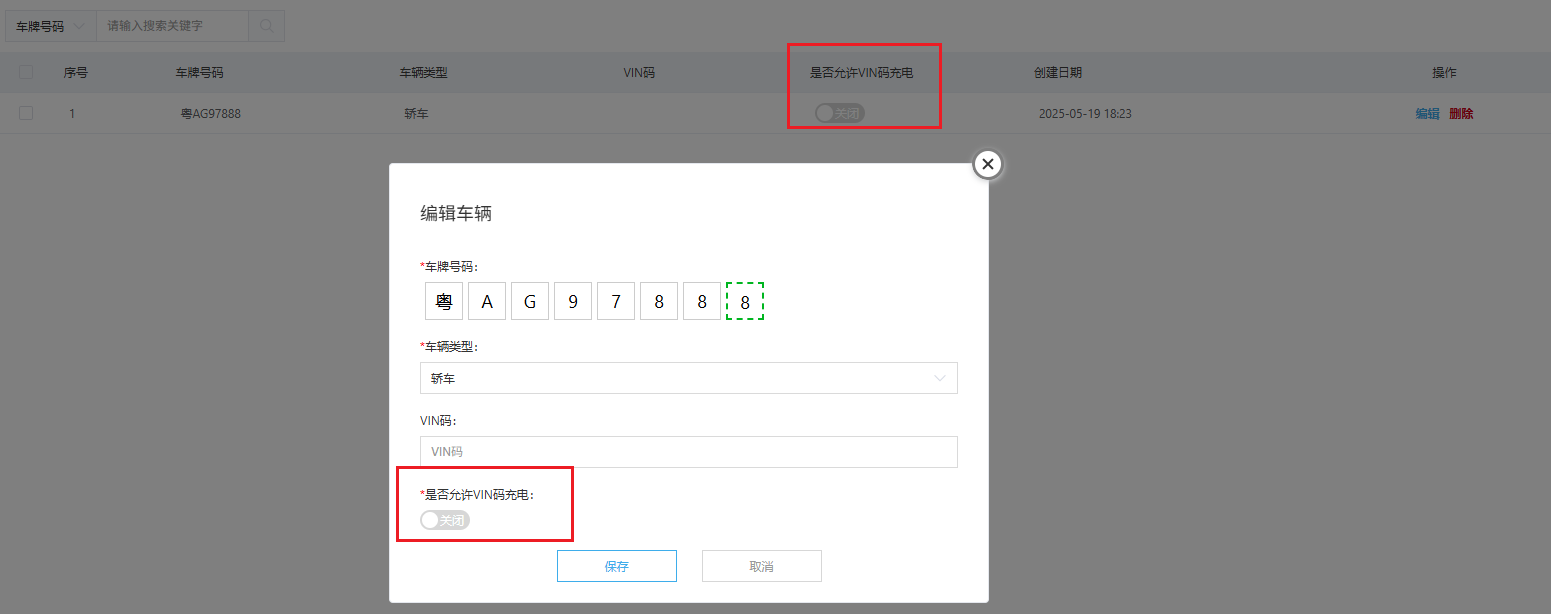 车牌号码 请输入搜索关键字
序号 车牌号码 车辆类型 VIN码 是否允许VIN码充电 创建日期 操作
1 粤AG97888 轿车 关闭 2025-05-19 18:23 编辑 删除
编辑车辆
*车牌号码：
粤 A G 9 7 8 8 8
*车辆类型：
轿车
VIN码：
VIN码
*是否允许VIN码充电：
关闭
保存 取消